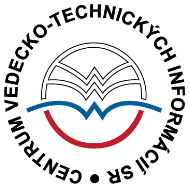 CENTRUM VEDECKO-TECHNICKÝCH INFORMÁCIÍ SR •